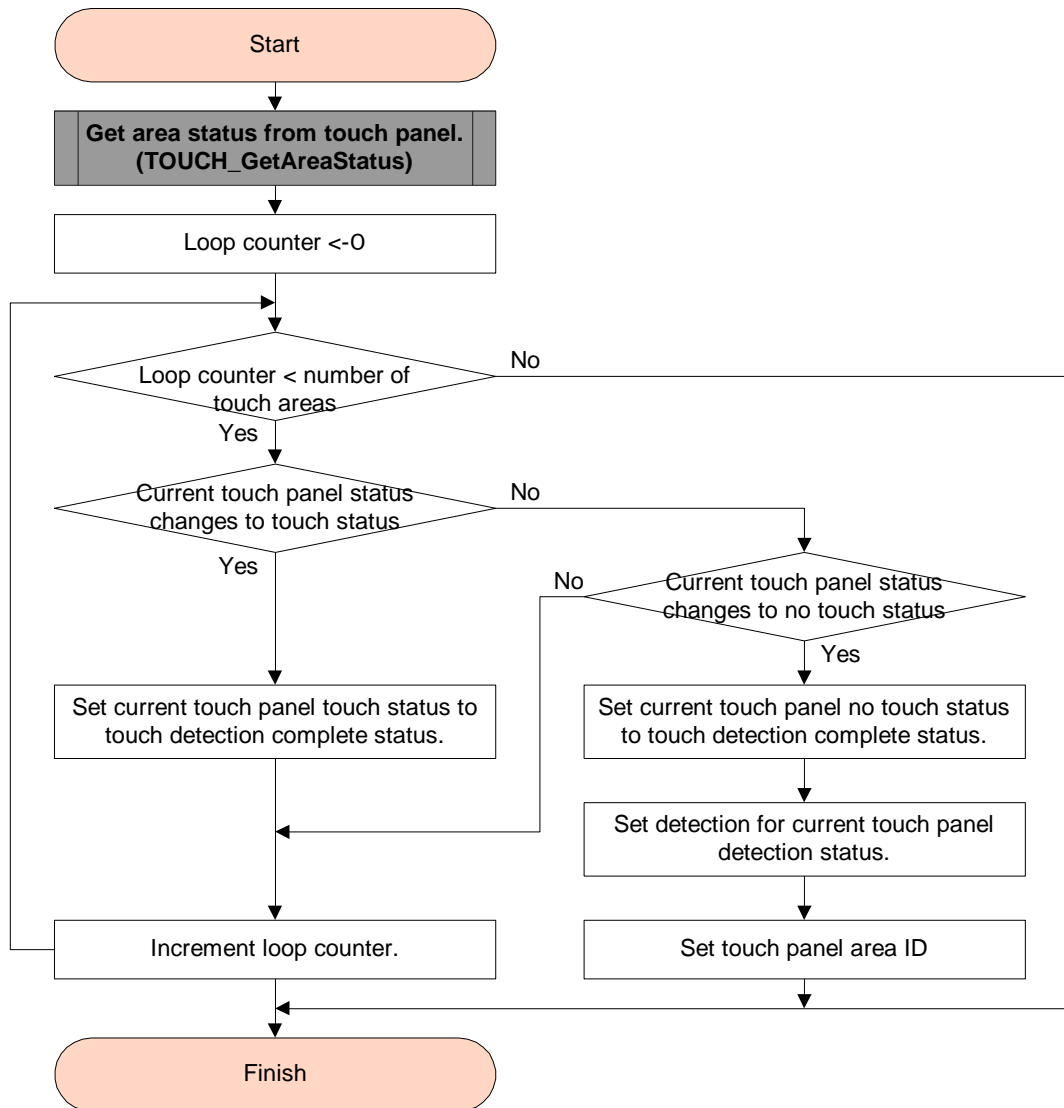 Start
Get area status from touch panel.
(TOUCH_GetAreaStatus)
Loop counter <-0
Loop counter < number of
touch areas
No
Yes
Current touch panel status
changes to touch status
No
Yes
Current touch panel status
changes to no touch status
No
Yes
Set current touch panel touch status to
touch detection complete status.
Set current touch panel no touch status
to touch detection complete status.
Set detection for current touch panel
detection status.
Increment loop counter.
Set touch panel area ID
Finish